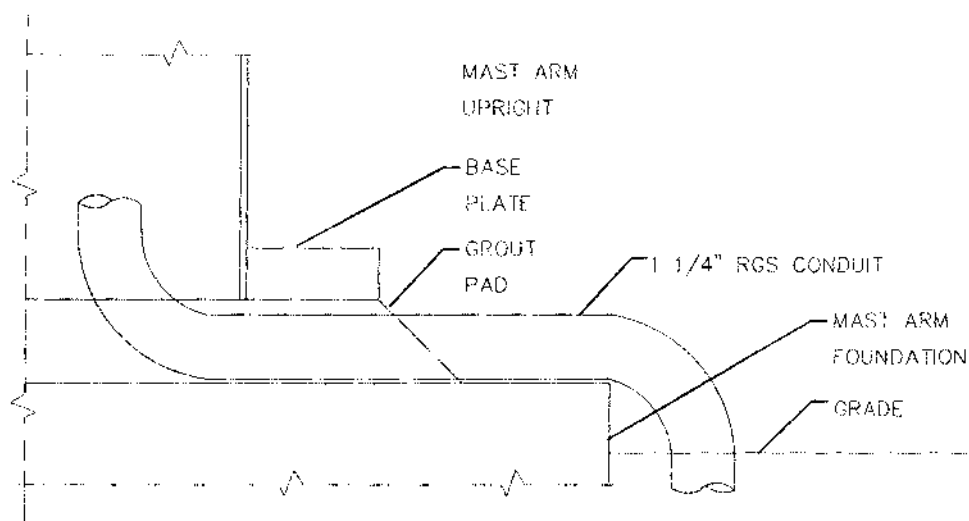 MAST ARM
UPRIGHT
BASE
PLATE
GROUT
PAD
1 1/4" RGS CONDUIT
MAST ARM
FOUNDATION
GRADE